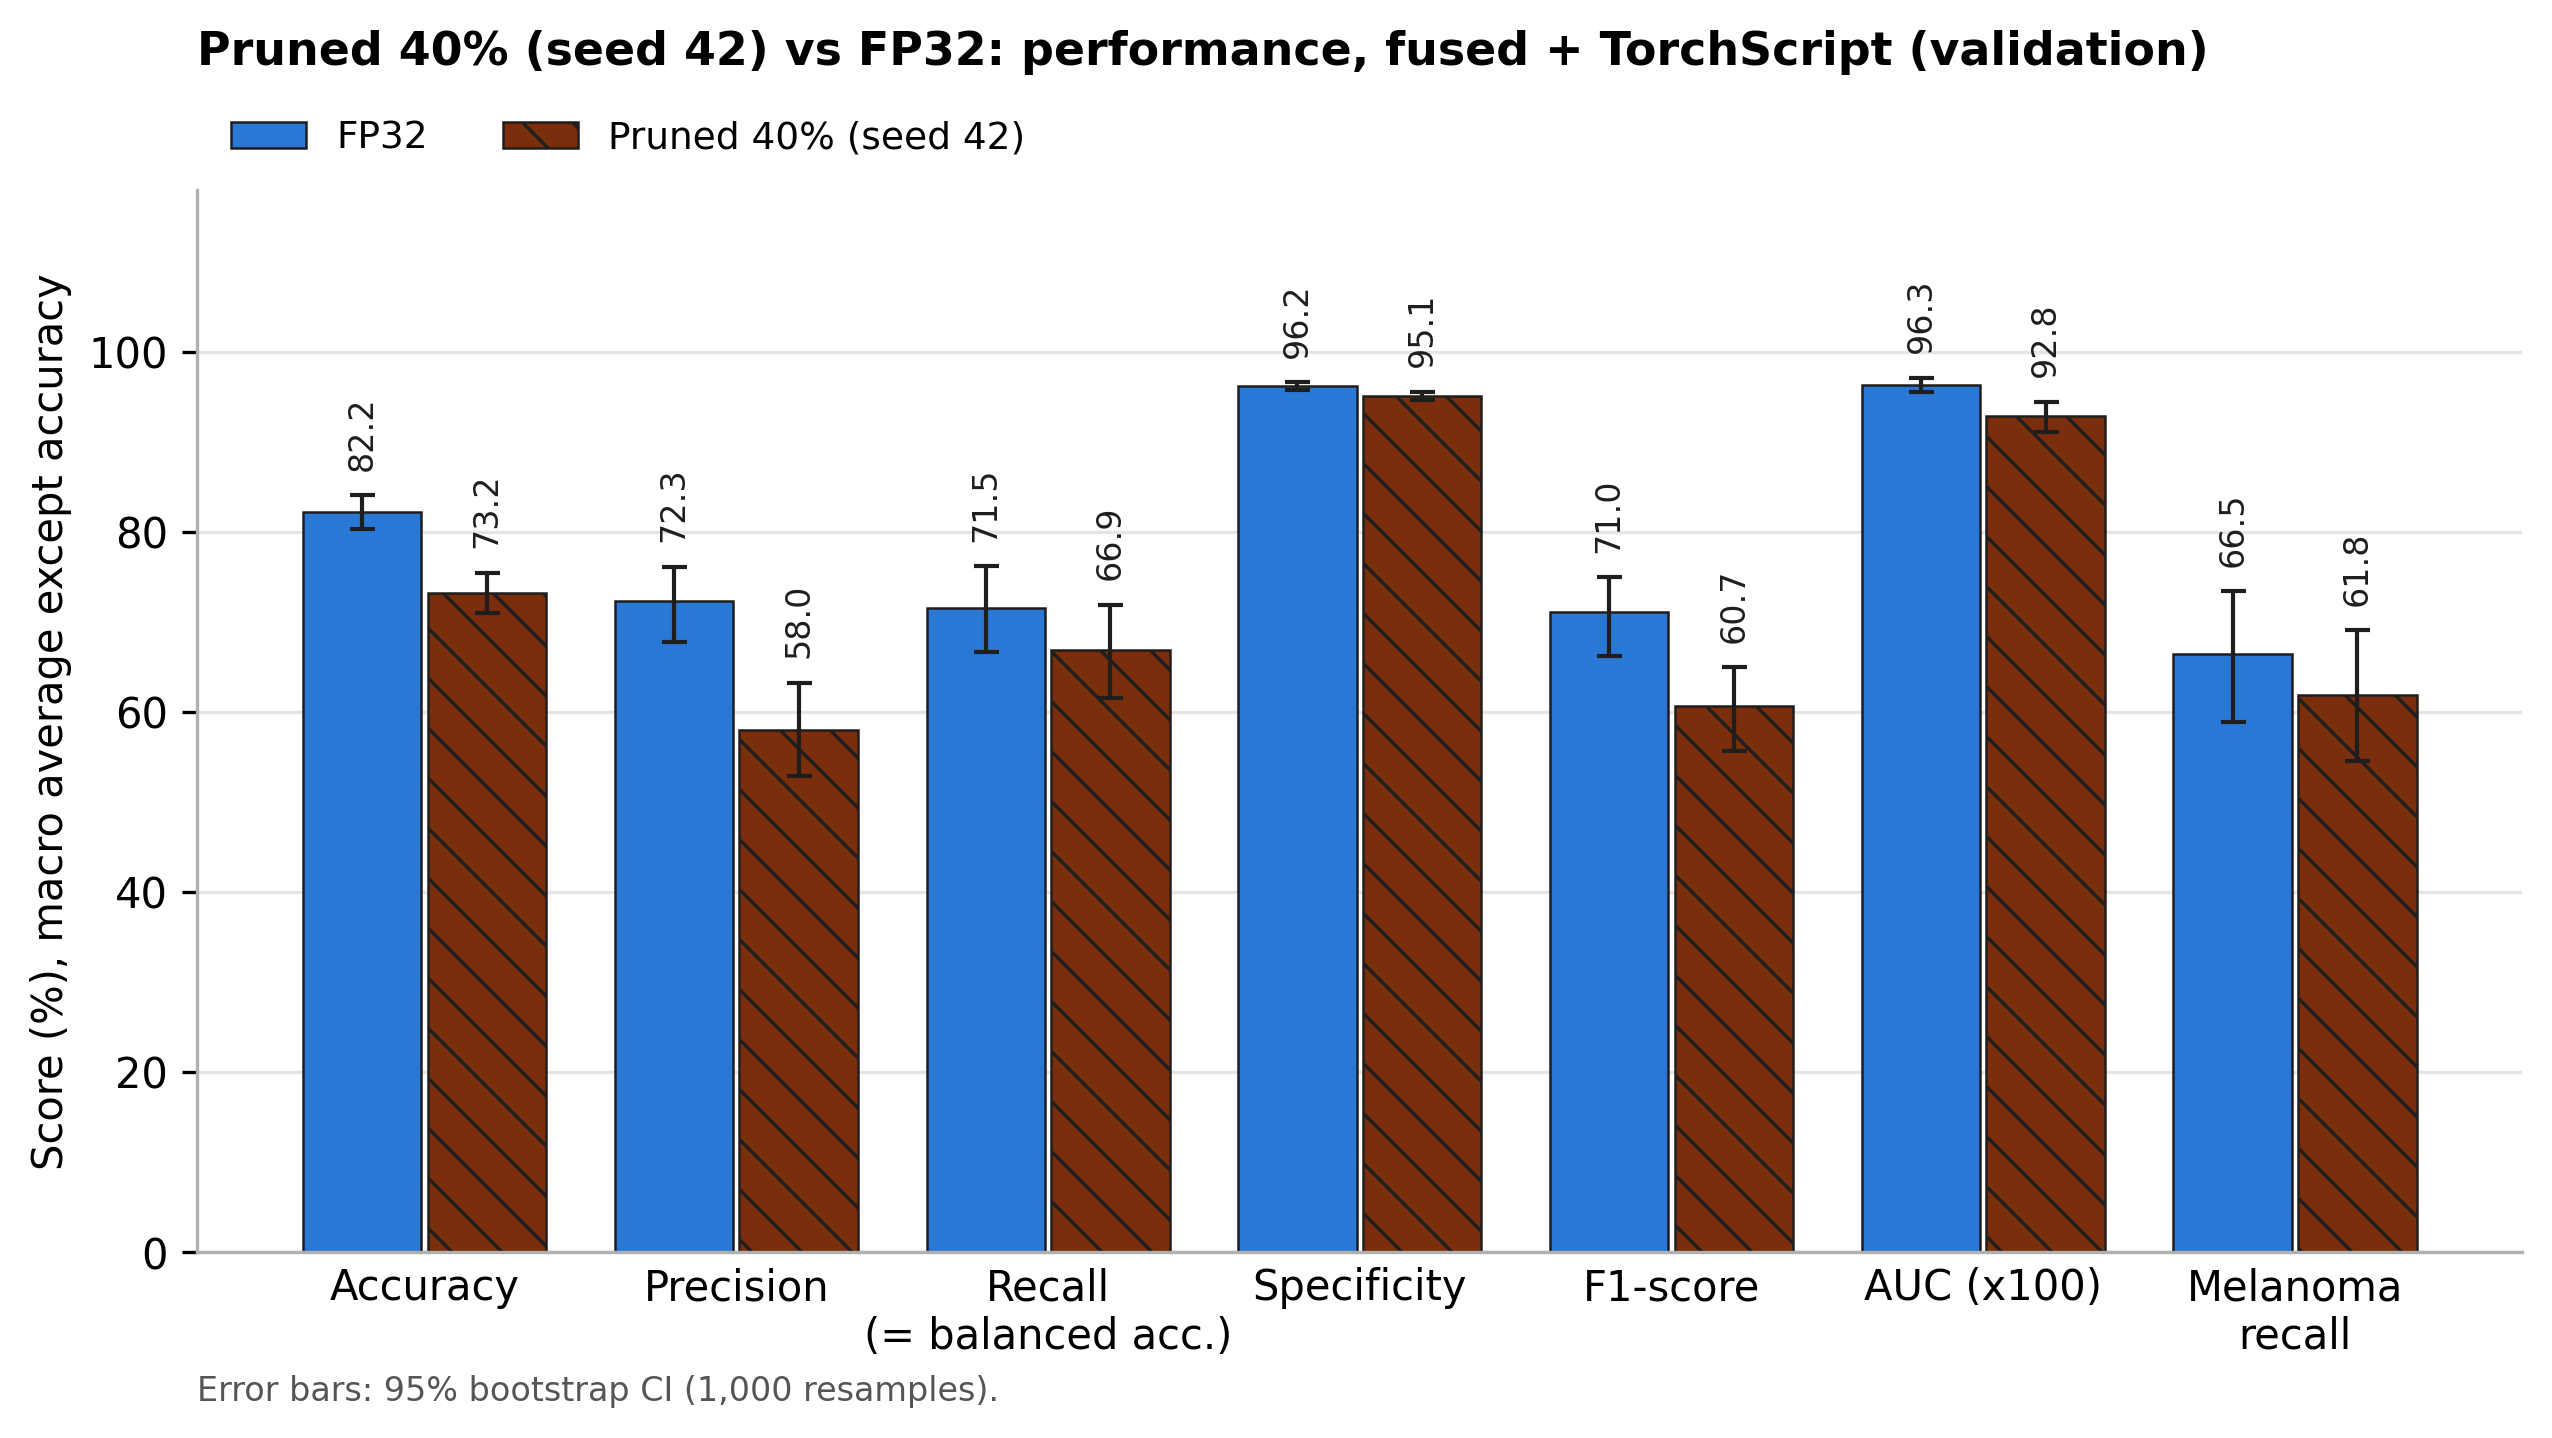 Pruned 40% (seed 42) vs FP32: performance, fused + TorchScript (validation)
FP32
Pruned 40% (seed 42)
Score (%), macro average except accuracy
100
80
60
40
20
0
82.2
73.2
72.3
58.0
71.5
66.9
96.2
95.1
71.0
60.7
96.3
92.8
66.5
61.8
Accuracy
Precision
Recall
(= balanced acc.)
Specificity
F1-score
AUC (x100)
Melanoma
recall
Error bars: 95% bootstrap CI (1,000 resamples).